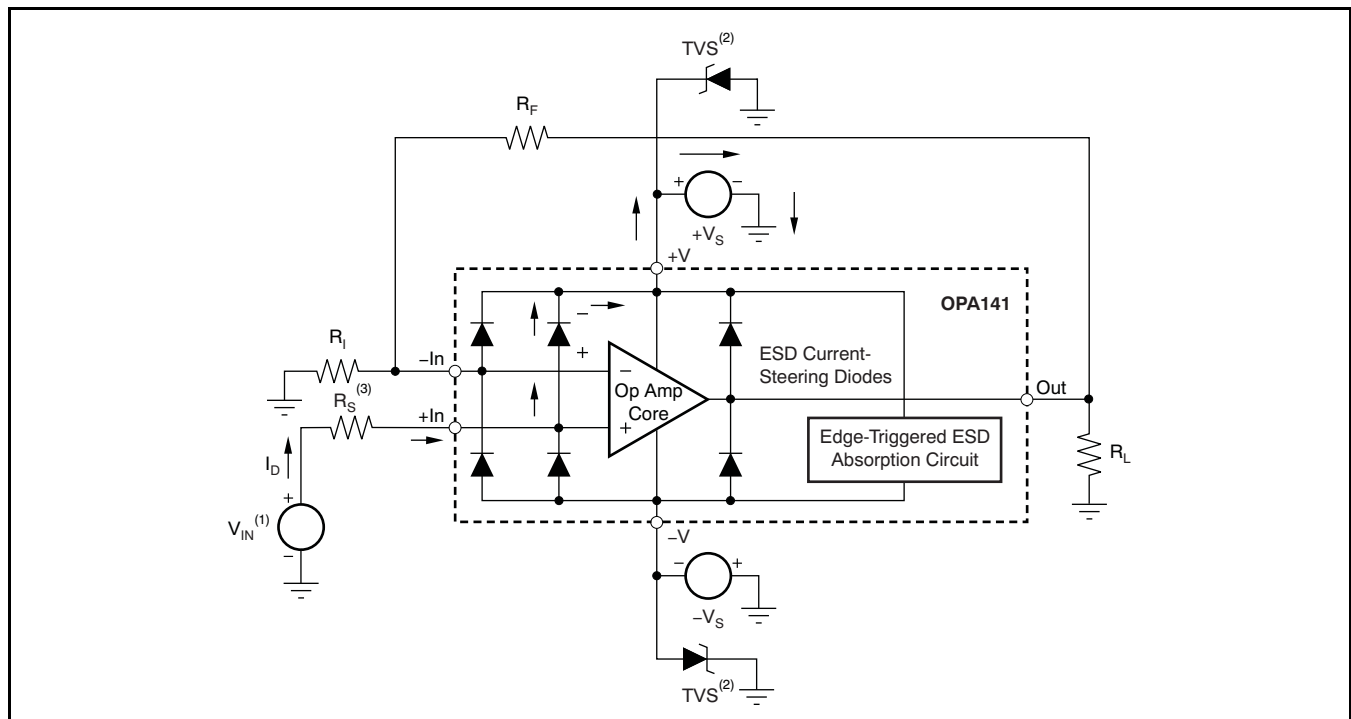 TVS(2)
RF
+ −
+VS
+V
OPA141
−
+
RI
−In
RS(3)
+In
−
Op Amp
Core
+
ESD Current-
Steering Diodes
Out
Edge-Triggered ESD
Absorption Circuit
RL
ID
+
VIN(1)
−
−V
− +
−VS
TVS(2)